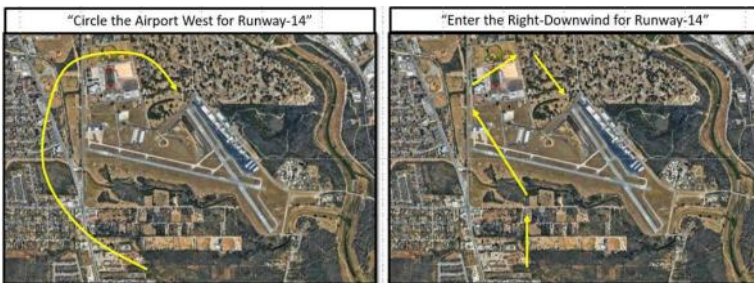 “Circle the Airport West for Runway-14”
“Enter the Right-Downwind for Runway-14”